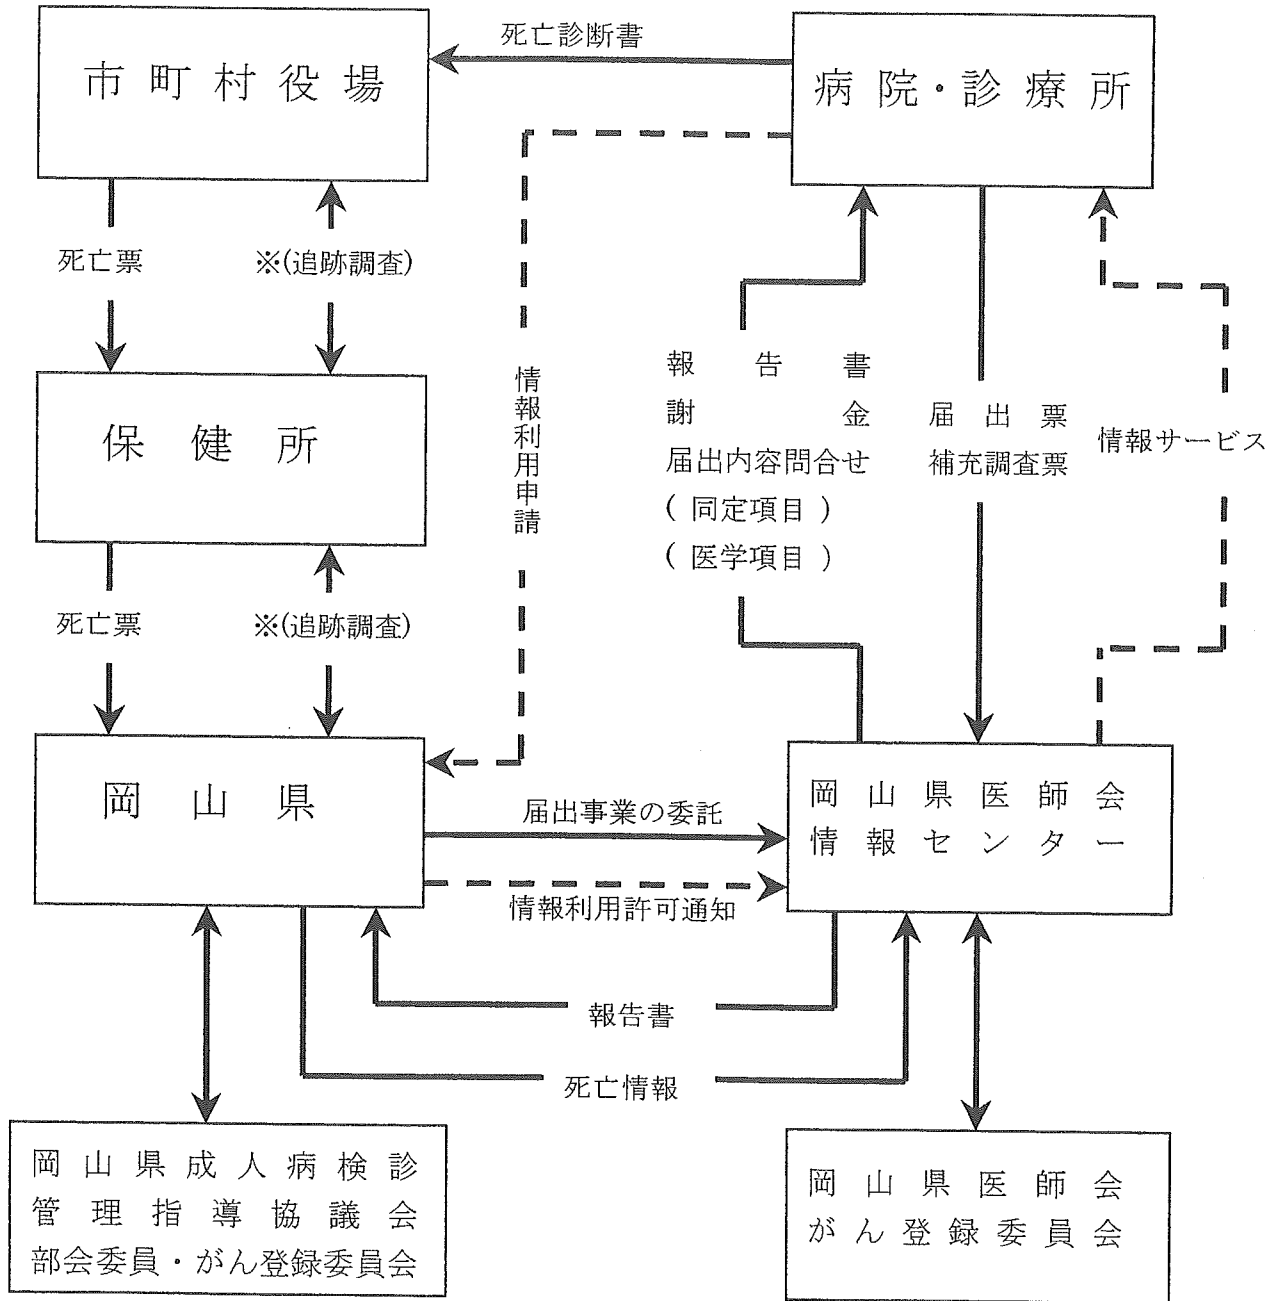 死亡診断書
市町村役場
病院・診療所
死亡票
※(追跡調査)
情報利用申請
報告書
謝金
届出内容問合せ
(同定項目)
(医学項目)
届出票
補充調査票
情報サービス
保健所
死亡票
※(追跡調査)
岡山県
届出事業の委託
情報利用許可通知
岡山県医師会
情報センター
報告書
死亡情報
岡山県成人病検診
管理指導協議会
部会委員・がん登録委員会
岡山県医師会
がん登録委員会